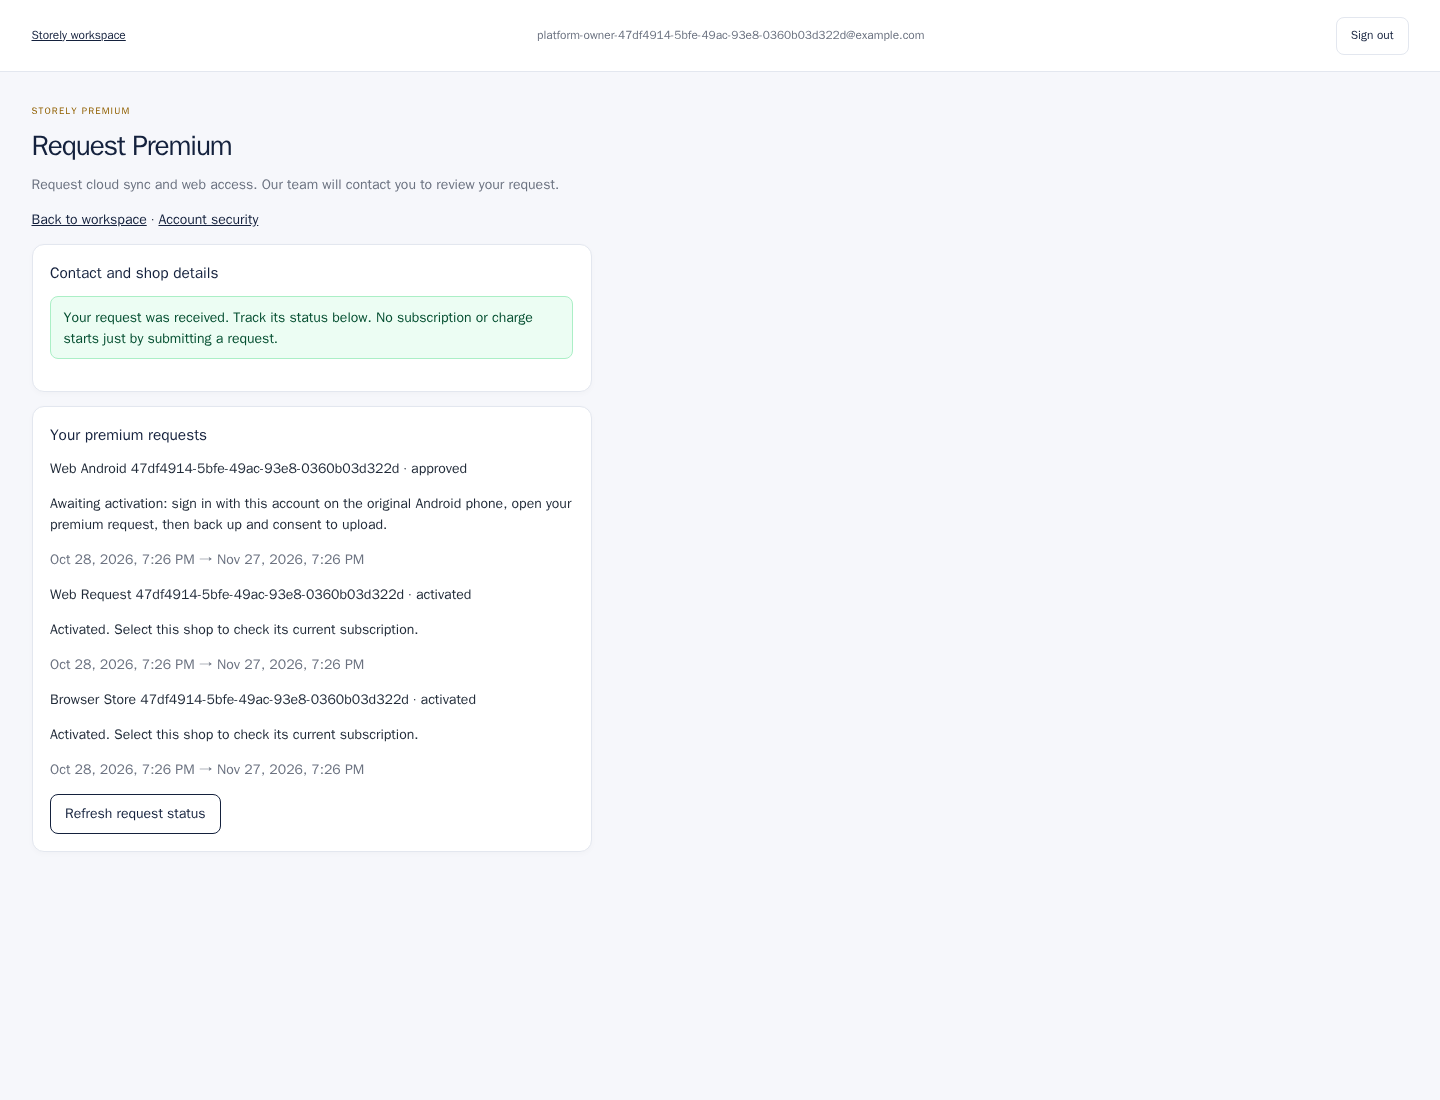 Storely workspace
platform-owner-47df4914-5bfe-49ac-93e8-0360b03d322d@example.com
Sign out
STORELY PREMIUM
Request Premium
Request cloud sync and web access. Our team will contact you to review your request.
Back to workspace · Account security
Contact and shop details
Your request was received. Track its status below. No subscription or charge
starts just by submitting a request.
Your premium requests
Web Android 47df4914-5bfe-49ac-93e8-0360b03d322d · approved
Awaiting activation: sign in with this account on the original Android phone, open your
premium request, then back up and consent to upload.
Oct 28, 2026, 7:26 PM → Nov 27, 2026, 7:26 PM
Web Request 47df4914-5bfe-49ac-93e8-0360b03d322d · activated
Activated. Select this shop to check its current subscription.
Oct 28, 2026, 7:26 PM → Nov 27, 2026, 7:26 PM
Browser Store 47df4914-5bfe-49ac-93e8-0360b03d322d · activated
Activated. Select this shop to check its current subscription.
Oct 28, 2026, 7:26 PM → Nov 27, 2026, 7:26 PM
Refresh request status